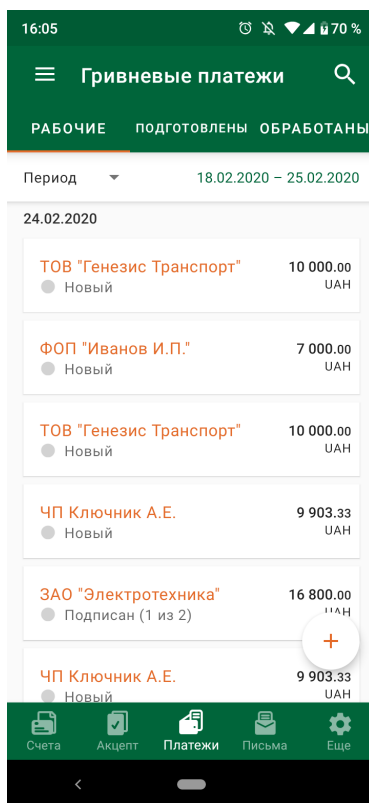 16:05 70 %
Гривневые платежи
РАБОЧИЕ ПОДГОТОВЛЕНЫ ОБРАБОТАНЫ
Период 18.02.2020 – 25.02.2020
24.02.2020
ТОВ "Генезис Транспорт" 10 000.00
Новый UAH
ФОП "Иванов И.П." 7 000.00
Новый UAH
ТОВ "Генезис Транспорт" 10 000.00
Новый UAH
ЧП Ключник А.Е. 9 903.33
Новый UAH
ЗАО "Электротехника" 16 800.00
Подписан (1 из 2) UAH
ЧП Ключник А.Е. 9 903.33
Новый UAH
Счета Акцепт Платежи Письма Еще